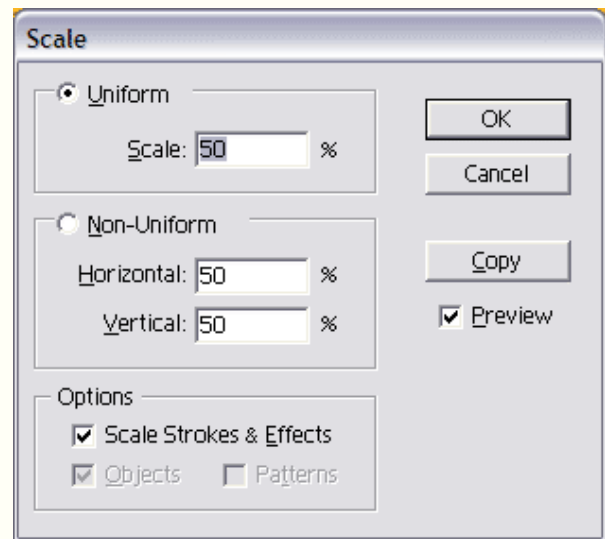 Scale
Uniform
Scale: 50 %
Non-Uniform
Horizontal: 50 %
Vertical: 50 %
Options
Scale Strokes & Effects
Objects Patterns
OK
Cancel
Copy
Preview